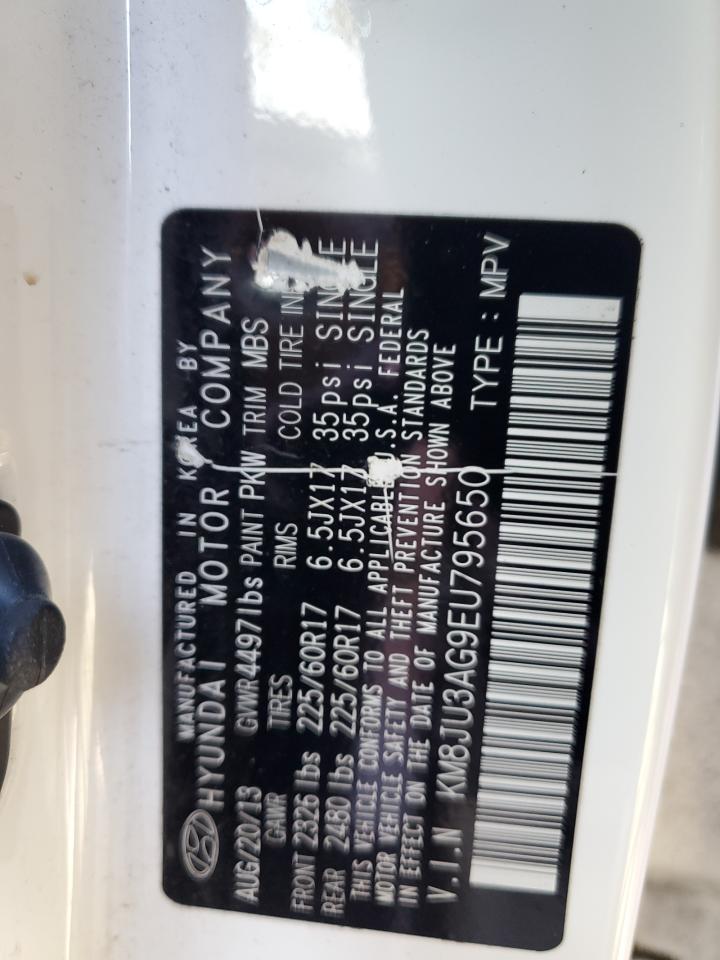 MANUFACTURED IN KOREA BY
HYUNDAI MOTOR COMPANY
AUG/20/13 GVWR 4497lbs PAINT PKW TRIM MBS
GAWR TIRES RIMS COLD TIRE
FRONT 2326 lbs 225/60R17 6.5JX17 35psi SINGLE
REAR 2480 lbs 225/60R17 6.5JX17 35psi SINGLE
THIS VEHICLE CONFORMS TO ALL APPLICABLE U.S.A. FEDERAL
MOTOR VEHICLE SAFETY AND THEFT PREVENTION STANDARDS
IN EFFECT ON THE DATE OF MANUFACTURE SHOWN ABOVE
V.I.N KM8JU3AG9EU795650 TYPE : MPV